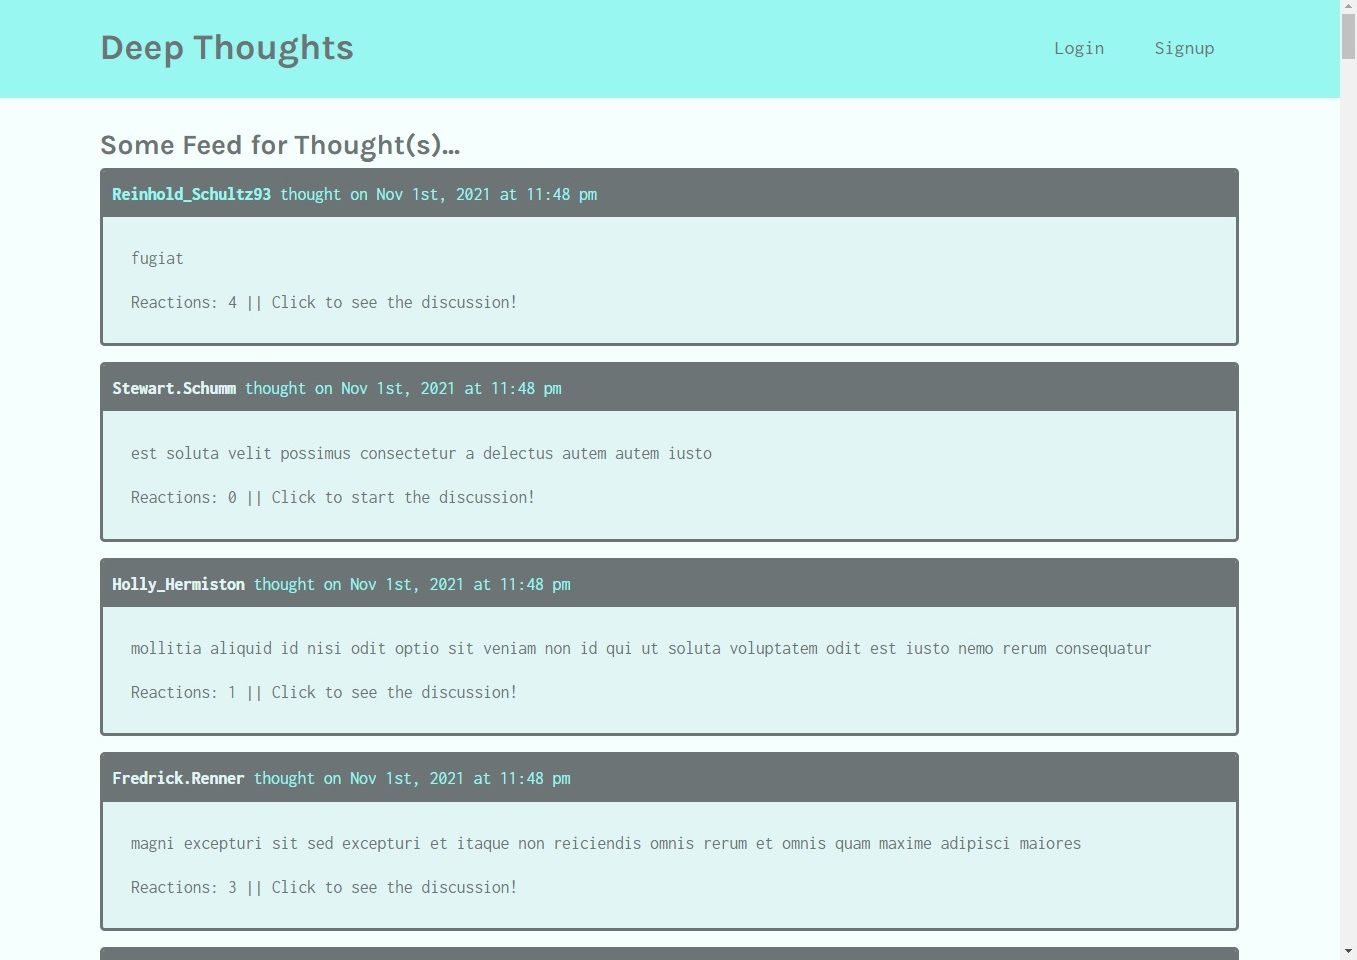 Deep Thoughts
Login Signup
Some Feed for Thought(s)...
Reinhold_Schultz93 thought on Nov 1st, 2021 at 11:48 pm
fugiat
Reactions: 4 || Click to see the discussion!
Stewart.Schumm thought on Nov 1st, 2021 at 11:48 pm
est soluta velit possimus consectetur a delectus autem autem iusto
Reactions: 0 || Click to start the discussion!
Holly_Hermiston thought on Nov 1st, 2021 at 11:48 pm
mollitia aliquid id nisi odit optio sit veniam non id qui ut soluta voluptatem odit est iusto nemo rerum consequatur
Reactions: 1 || Click to see the discussion!
Fredrick.Renner thought on Nov 1st, 2021 at 11:48 pm
magni excepturi sit sed excepturi et itaque non reiciendis omnis rerum et omnis quam maxime adipisci maiores
Reactions: 3 || Click to see the discussion!